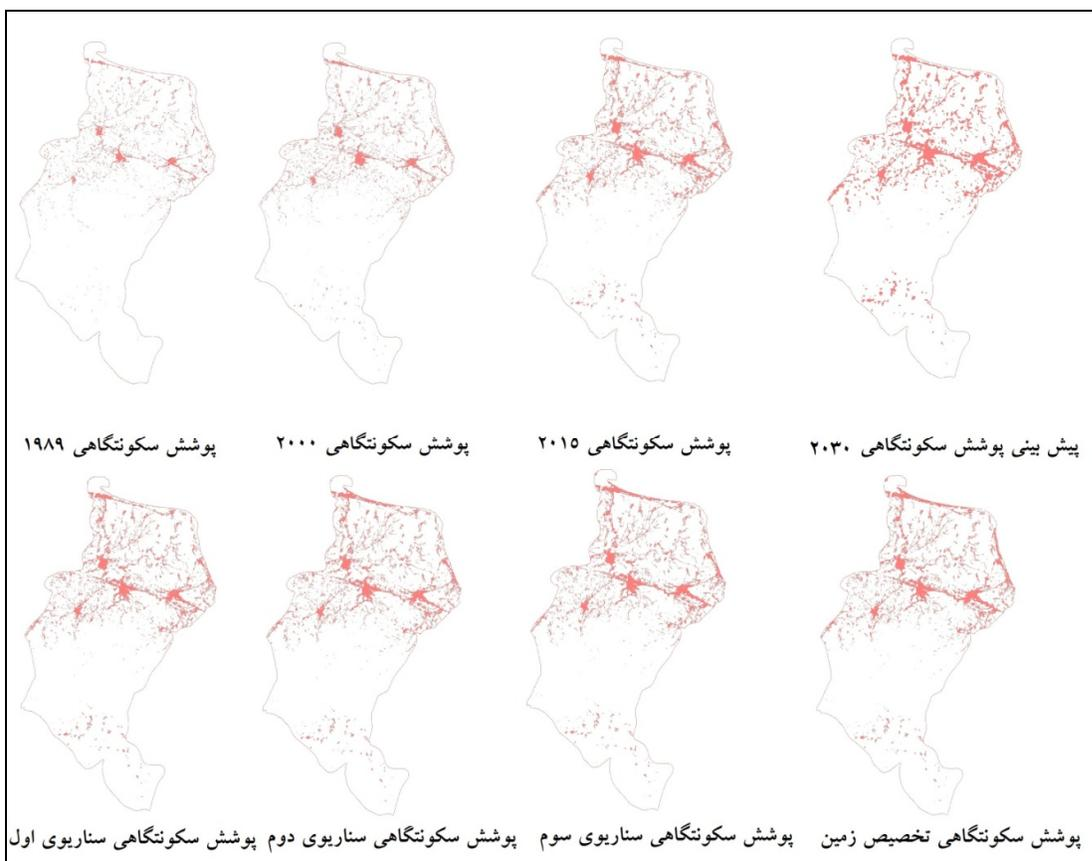 پوشش سکونتگاهی ۱۹۸۹
پوشش سکونتگاهی ۲۰۰۰
پوشش سکونتگاهی ۲۰۱۵
پیش بینی پوشش سکونتگاهی ۲۰۳۰
پوشش سکونتگاهی سناریوی اول
پوشش سکونتگاهی سناریوی دوم
پوشش سکونتگاهی سناریوی سوم
پوشش سکونتگاهی تخصیص زمین